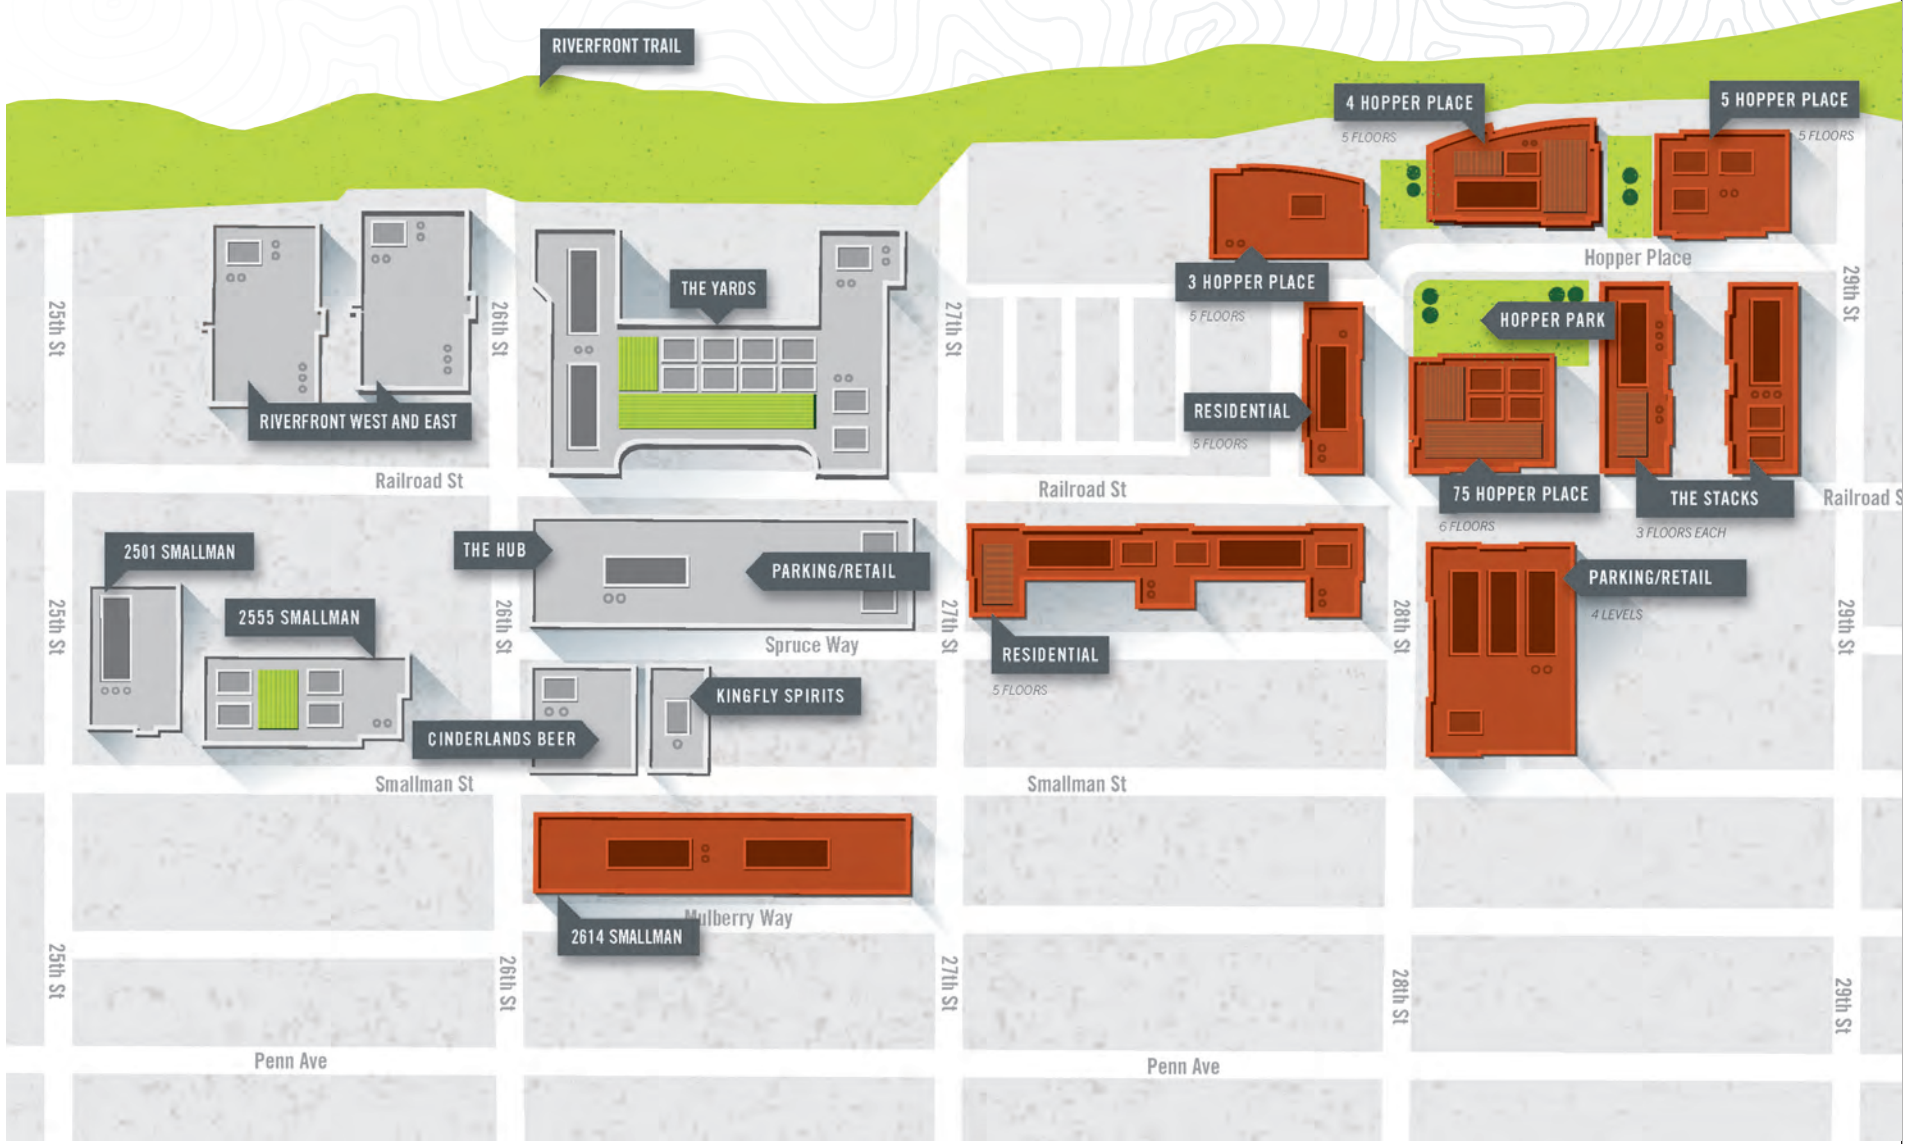 RIVERFRONT TRAIL
4 HOPPER PLACE
5 FLOORS
5 HOPPER PLACE
5 FLOORS
Hopper Place
3 HOPPER PLACE
5 FLOORS
THE YARDS
HOPPER PARK
25th St
26th St
27th St
29th St
RIVERFRONT WEST AND EAST
RESIDENTIAL
5 FLOORS
Railroad St
Railroad St
75 HOPPER PLACE
6 FLOORS
THE STACKS
3 FLOORS EACH
Railroad S
2501 SMALLMAN
THE HUB
PARKING/RETAIL
PARKING/RETAIL
4 LEVELS
2555 SMALLMAN
25th St
26th St
27th St
28th St
29th St
Spruce Way
RESIDENTIAL
5 FLOORS
KINGFLY SPIRITS
CINDERLANDS BEER
Smallman St
Smallman St
Mulberry Way
2614 SMALLMAN
25th St
26th St
27th St
28th St
29th St
Penn Ave
Penn Ave